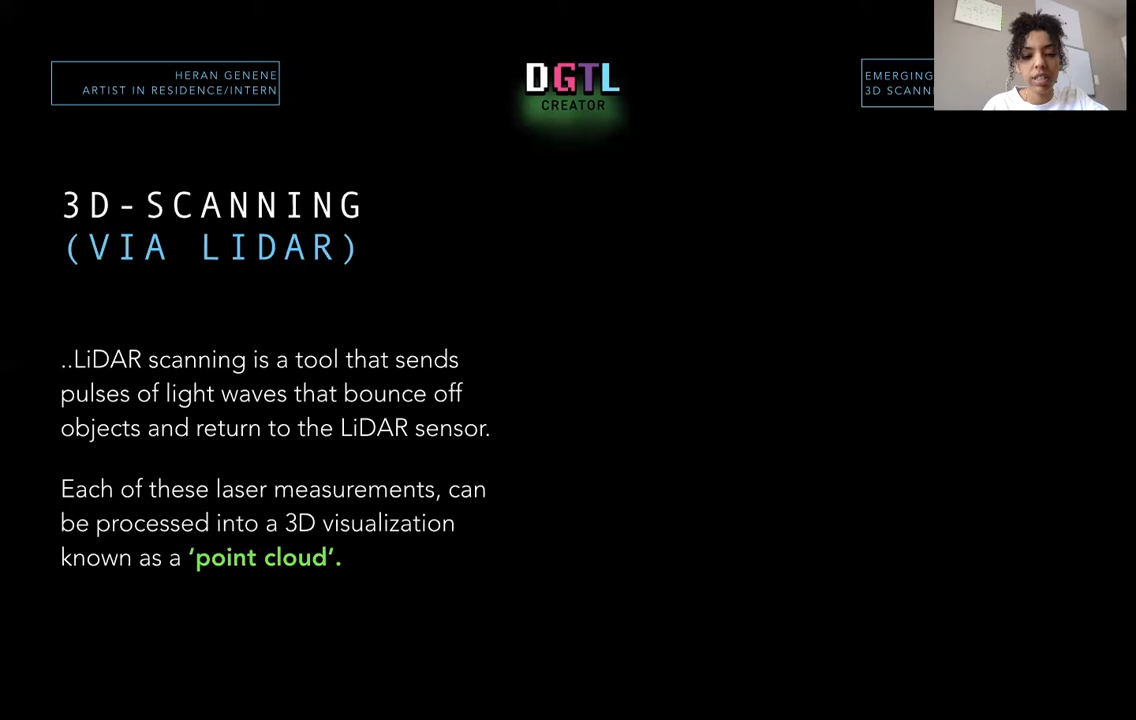 HERAN GENENE
ARTIST IN RESIDENCE/INTERN
DGTL
CREATOR
EMERGING
3D
3D-SCANNING
(VIA LIDAR)
..LiDAR scanning is a tool that sends
pulses of light waves that bounce off
objects and return to the LiDAR sensor.
Each of these laser measurements, can
be processed into a 3D visualization
known as a ‘point cloud’.